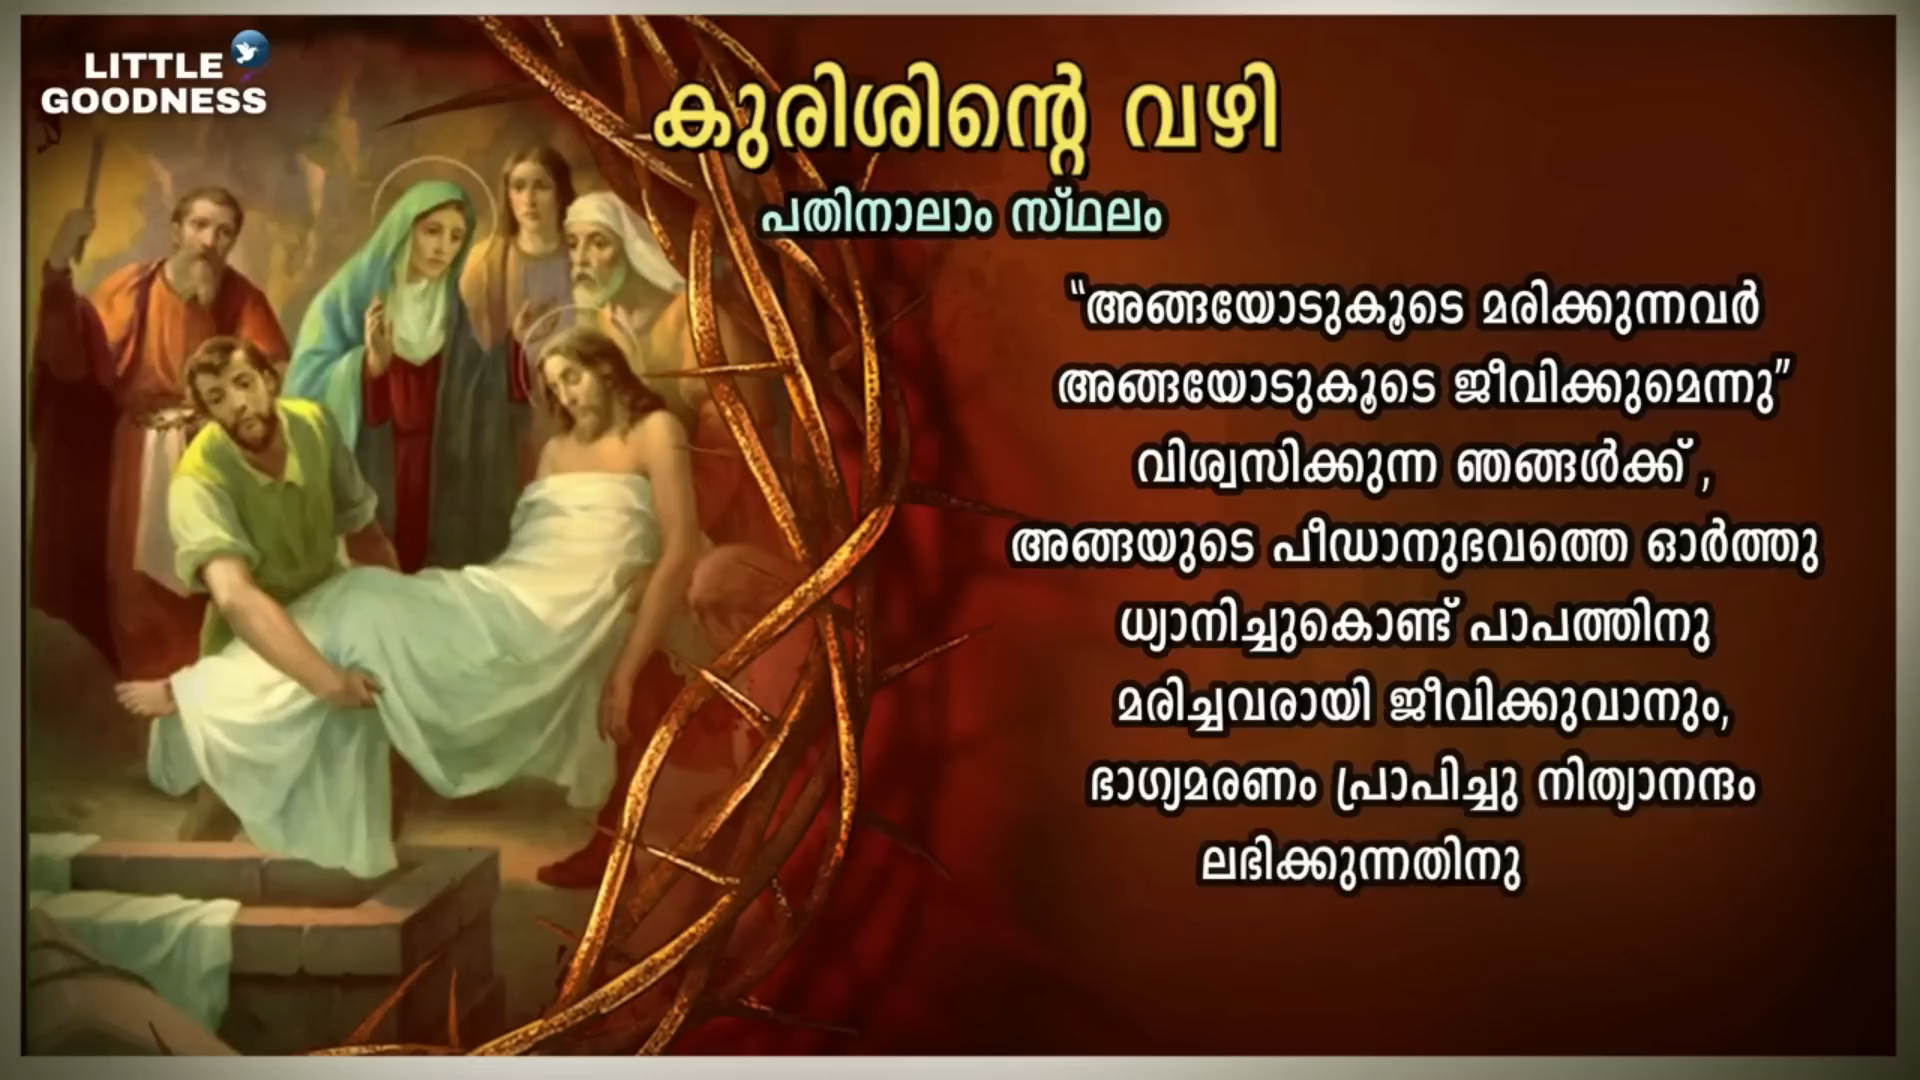 LITTLE
GOODNESS
കുരിശിന്റെ വഴി
പതിനാലാം സ്ഥലം
“അങ്ങയോടുകൂടെ മരിക്കുന്നവർ
അങ്ങയോടുകൂടെ ജീവിക്കുമെന്നു”
വിശ്വസിക്കുന്ന ഞങ്ങൾക്ക് ,
അങ്ങയുടെ പീഡാനുഭവത്തെ ഓർത്തു
ധ്യാനിച്ചുകൊണ്ട് പാപത്തിനു
മരിച്ചവരായി ജീവിക്കുവാനും,
ഭാഗ്യമരണം പ്രാപിച്ചു നിത്യാനന്ദം
ലഭിക്കുന്നതിനു